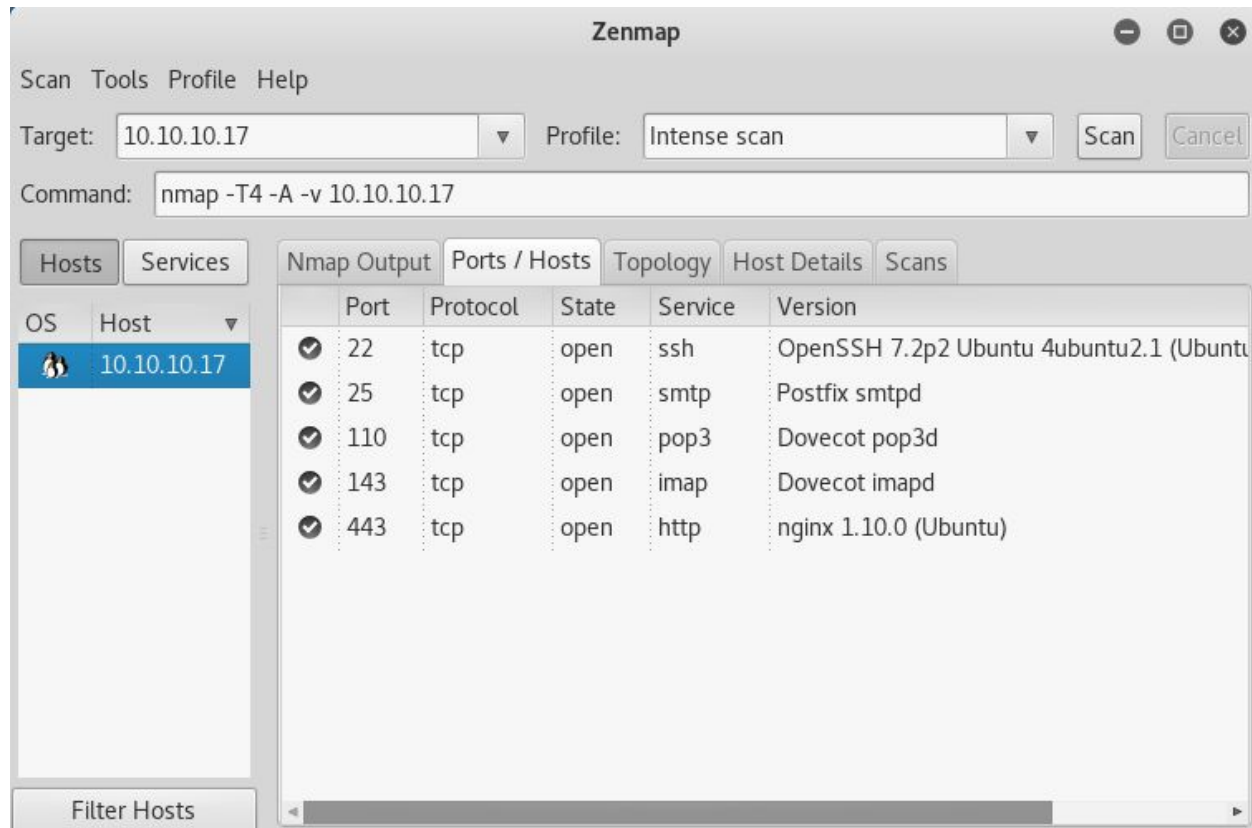 Zenmap
Scan Tools Profile Help
Target: 10.10.10.17 Profile: Intense scan Scan Cancel
Command: nmap -T4 -A -v 10.10.10.17
Hosts Services Nmap Output Ports / Hosts Topology Host Details Scans
OS Host Port Protocol State Service Version
10.10.10.17
22 tcp open ssh OpenSSH 7.2p2 Ubuntu 4ubuntu2.1 (Ubuntu
25 tcp open smtp Postfix smtpd
110 tcp open pop3 Dovecot pop3d
143 tcp open imap Dovecot imapd
443 tcp open http nginx 1.10.0 (Ubuntu)
Filter Hosts